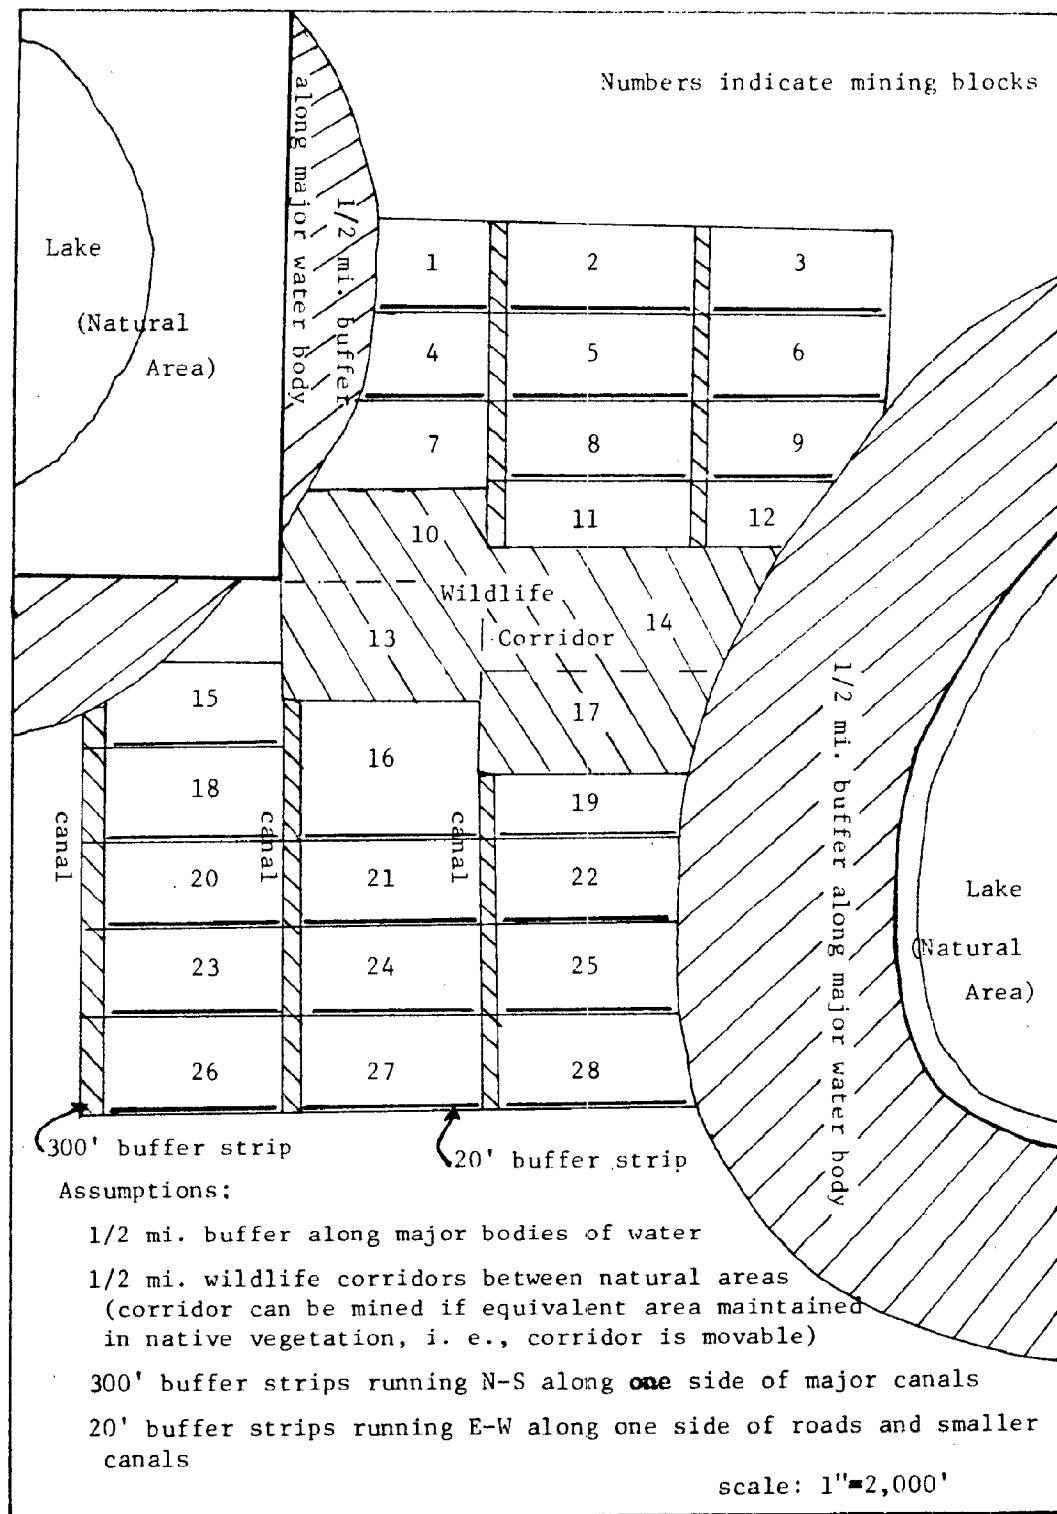 Numbers indicate mining blocks
along major water body
1/2 mi. buffer
Lake
(Natural
Area)
1
2
3
4
5
6
7
8
9
10
11
12
Wildlife
Corridor
13
14
15
16
17
18
19
20
21
22
23
24
25
26
27
28
canal
canal
canal
1/2 mi. buffer along major water body
Lake
(Natural
Area)
300' buffer strip
20' buffer strip
Assumptions:
1/2 mi. buffer along major bodies of water
1/2 mi. wildlife corridors between natural areas
(corridor can be mined if equivalent area maintained
in native vegetation, i. e., corridor is movable)
300' buffer strips running N-S along one side of major canals
20' buffer strips running E-W along one side of roads and smaller
canals
scale: 1"=2,000'